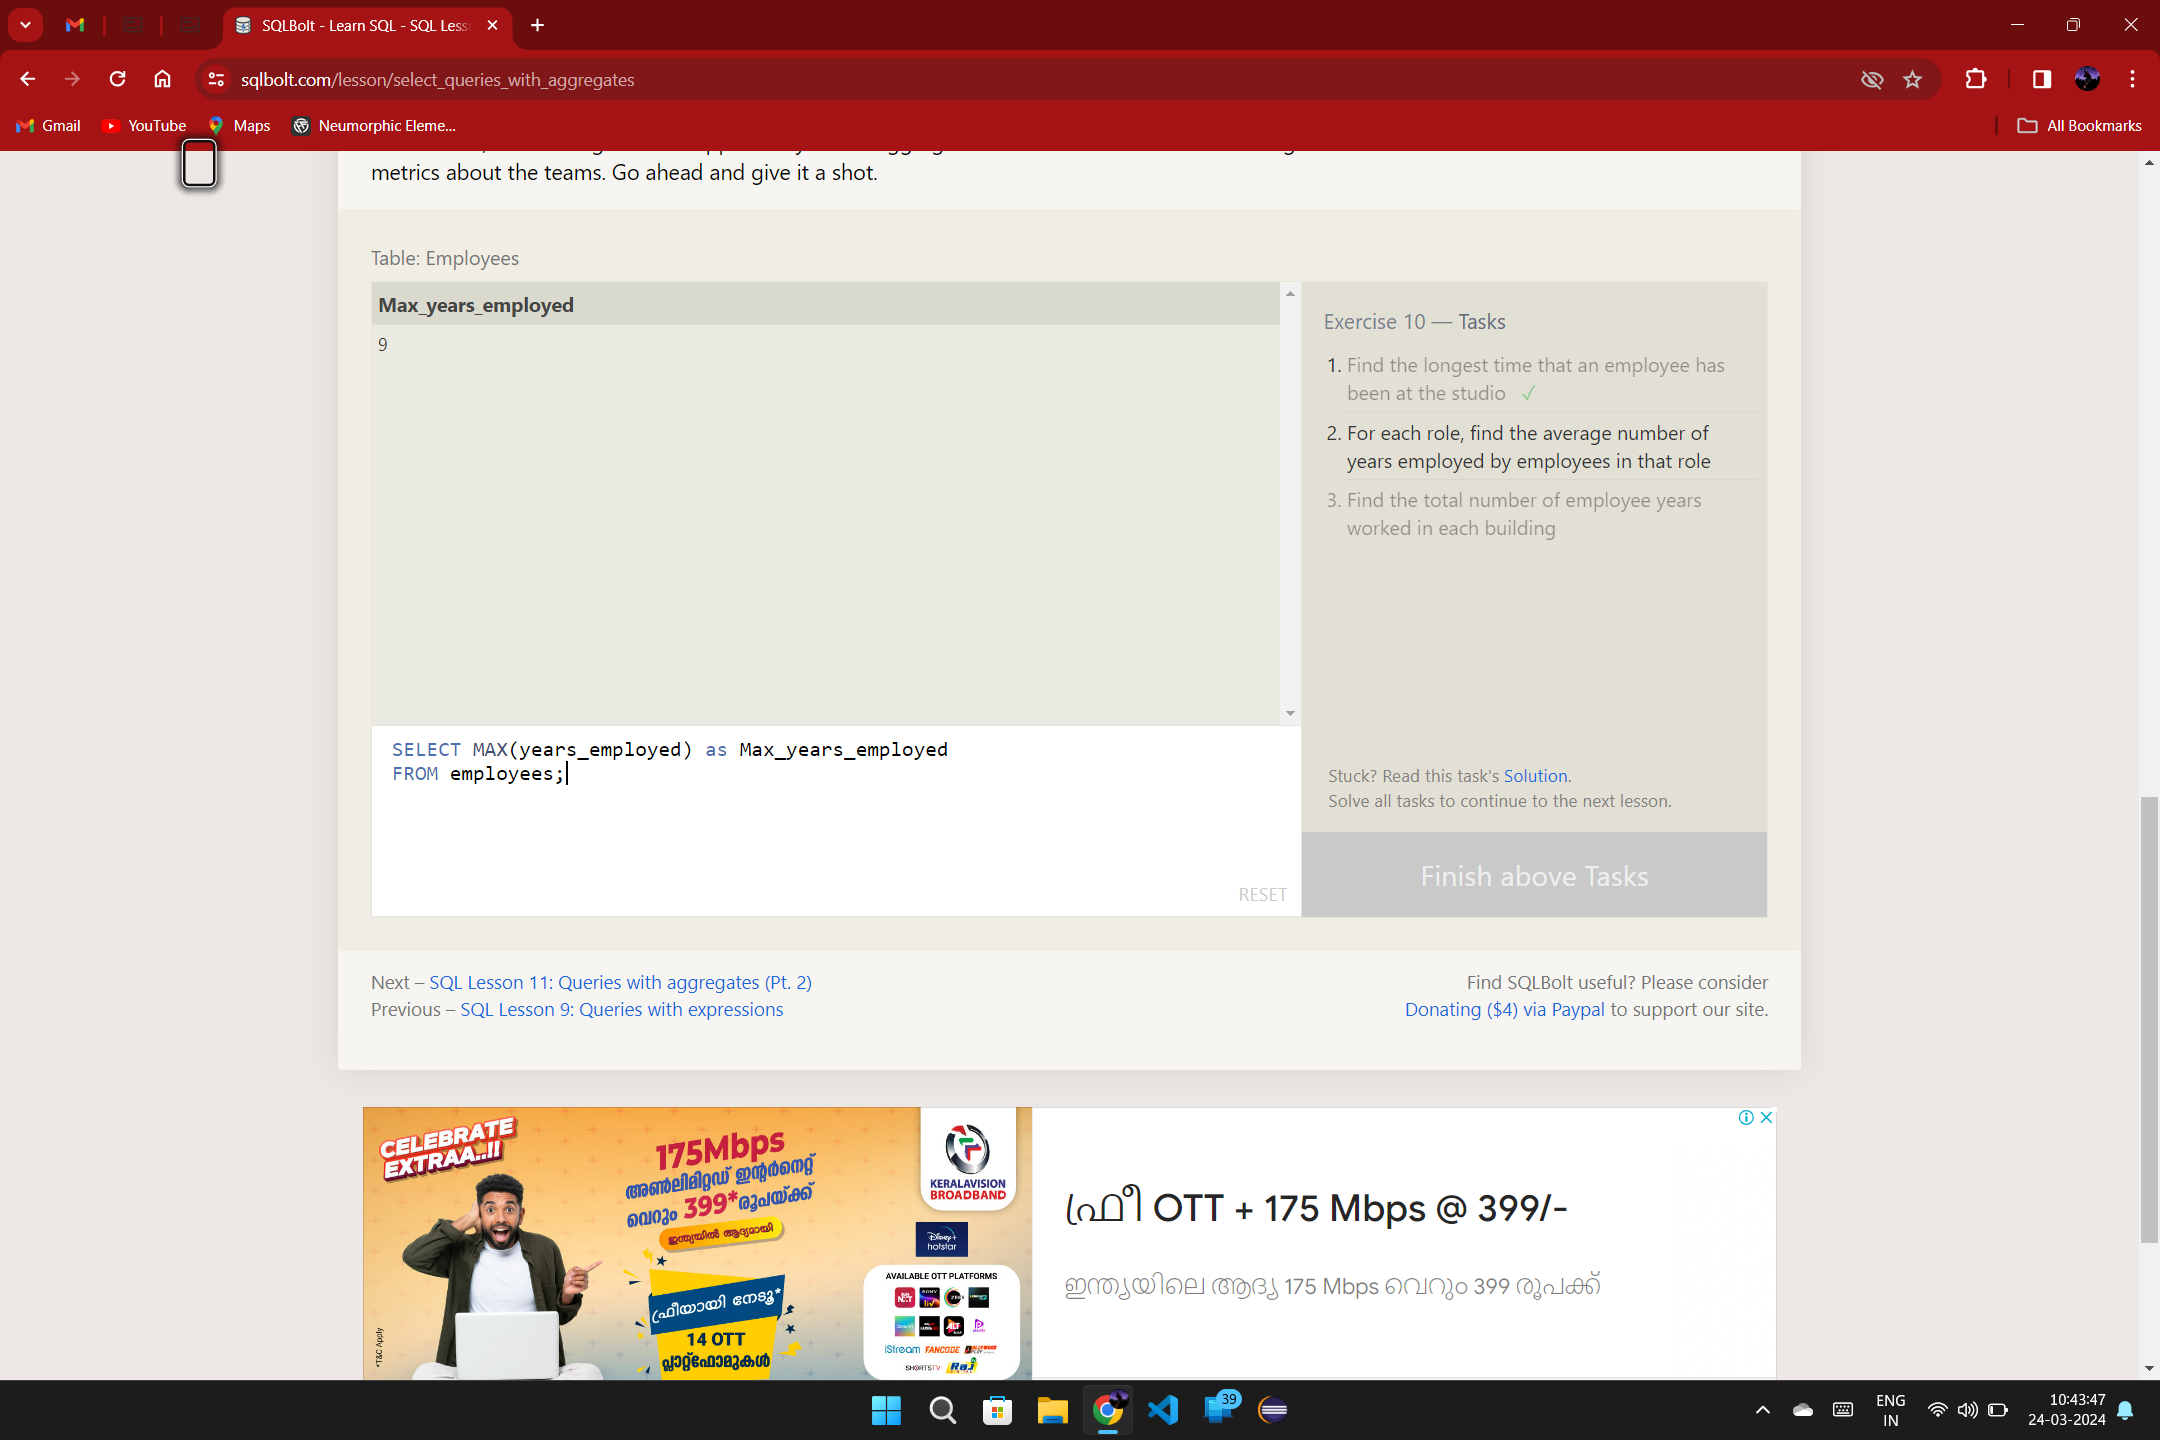 SQLBolt - Learn SQL - SQL Less
sqlbolt.com/lesson/select_queries_with_aggregates
Gmail
YouTube
Maps
Neumorphic Eleme...
All Bookmarks
metrics about the teams. Go ahead and give it a shot.
Table: Employees
Max_years_employed
9
SELECT MAX(years_employed) as Max_years_employed
FROM employees;
RESET
Exercise 10 — Tasks
1. Find the longest time that an employee has
been at the studio ✓
2. For each role, find the average number of
years employed by employees in that role
3. Find the total number of employee years
worked in each building
Stuck? Read this task's Solution.
Solve all tasks to continue to the next lesson.
Finish above Tasks
Next – SQL Lesson 11: Queries with aggregates (Pt. 2)
Previous – SQL Lesson 9: Queries with expressions
Find SQLBolt useful? Please consider
Donating ($4) via Paypal to support our site.
CELEBRATE
EXTRAA..!!
175Mbps
അൺലിമിറ്റഡ് ഇന്റർനെറ്റ്
വെറും 399*രൂപയ്ക്ക്
ഇന്ത്യയിൽ ആദ്യമായി
ഫ്രീയായി നേടൂ*
14 OTT
പ്ലാറ്റ്ഫോമുകൾ
*T&C Apply
KERALAVISION
BROADBAND
Disney+
hotstar
AVAILABLE OTT PLATFORMS
iStream FANCODE
SHORTSTV Raj
ഫ്രീ OTT + 175 Mbps @ 399/-
ഇന്ത്യയിലെ ആദ്യ 175 Mbps വെറും 399 രൂപക്ക്
39
ENG
IN
10:43:47
24-03-2024